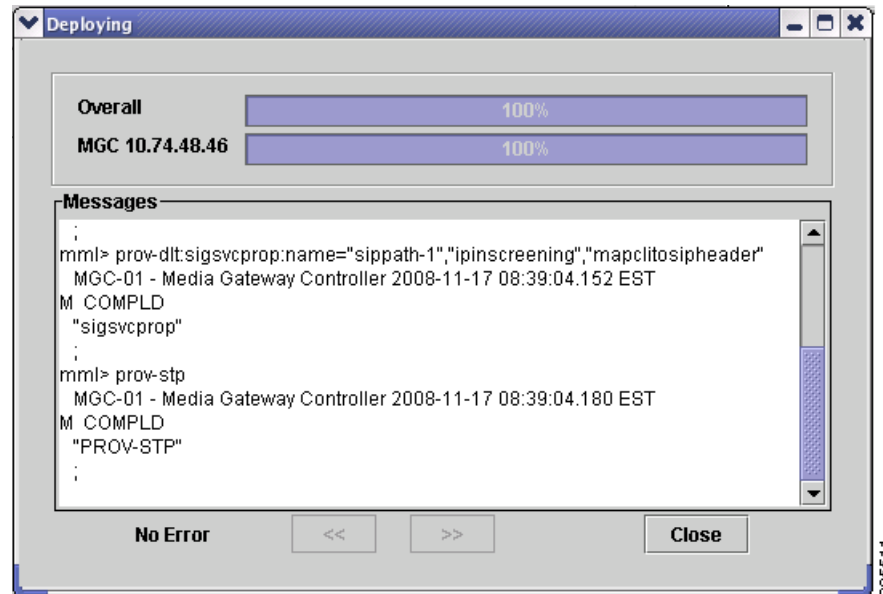 Deploying
Overall 100%
MGC 10.74.48.46 100%
Messages
;
mml> prov-dlt:sigsvcprop:name="sippath-1","ipinscreening","mapclitosipheader"
MGC-01 - Media Gateway Controller 2008-11-17 08:39:04.152 EST
M COMPLD
"sigsvcprop"
;
mml> prov-stp
MGC-01 - Media Gateway Controller 2008-11-17 08:39:04.180 EST
M COMPLD
"PROV-STP"
;
No Error << >> Close